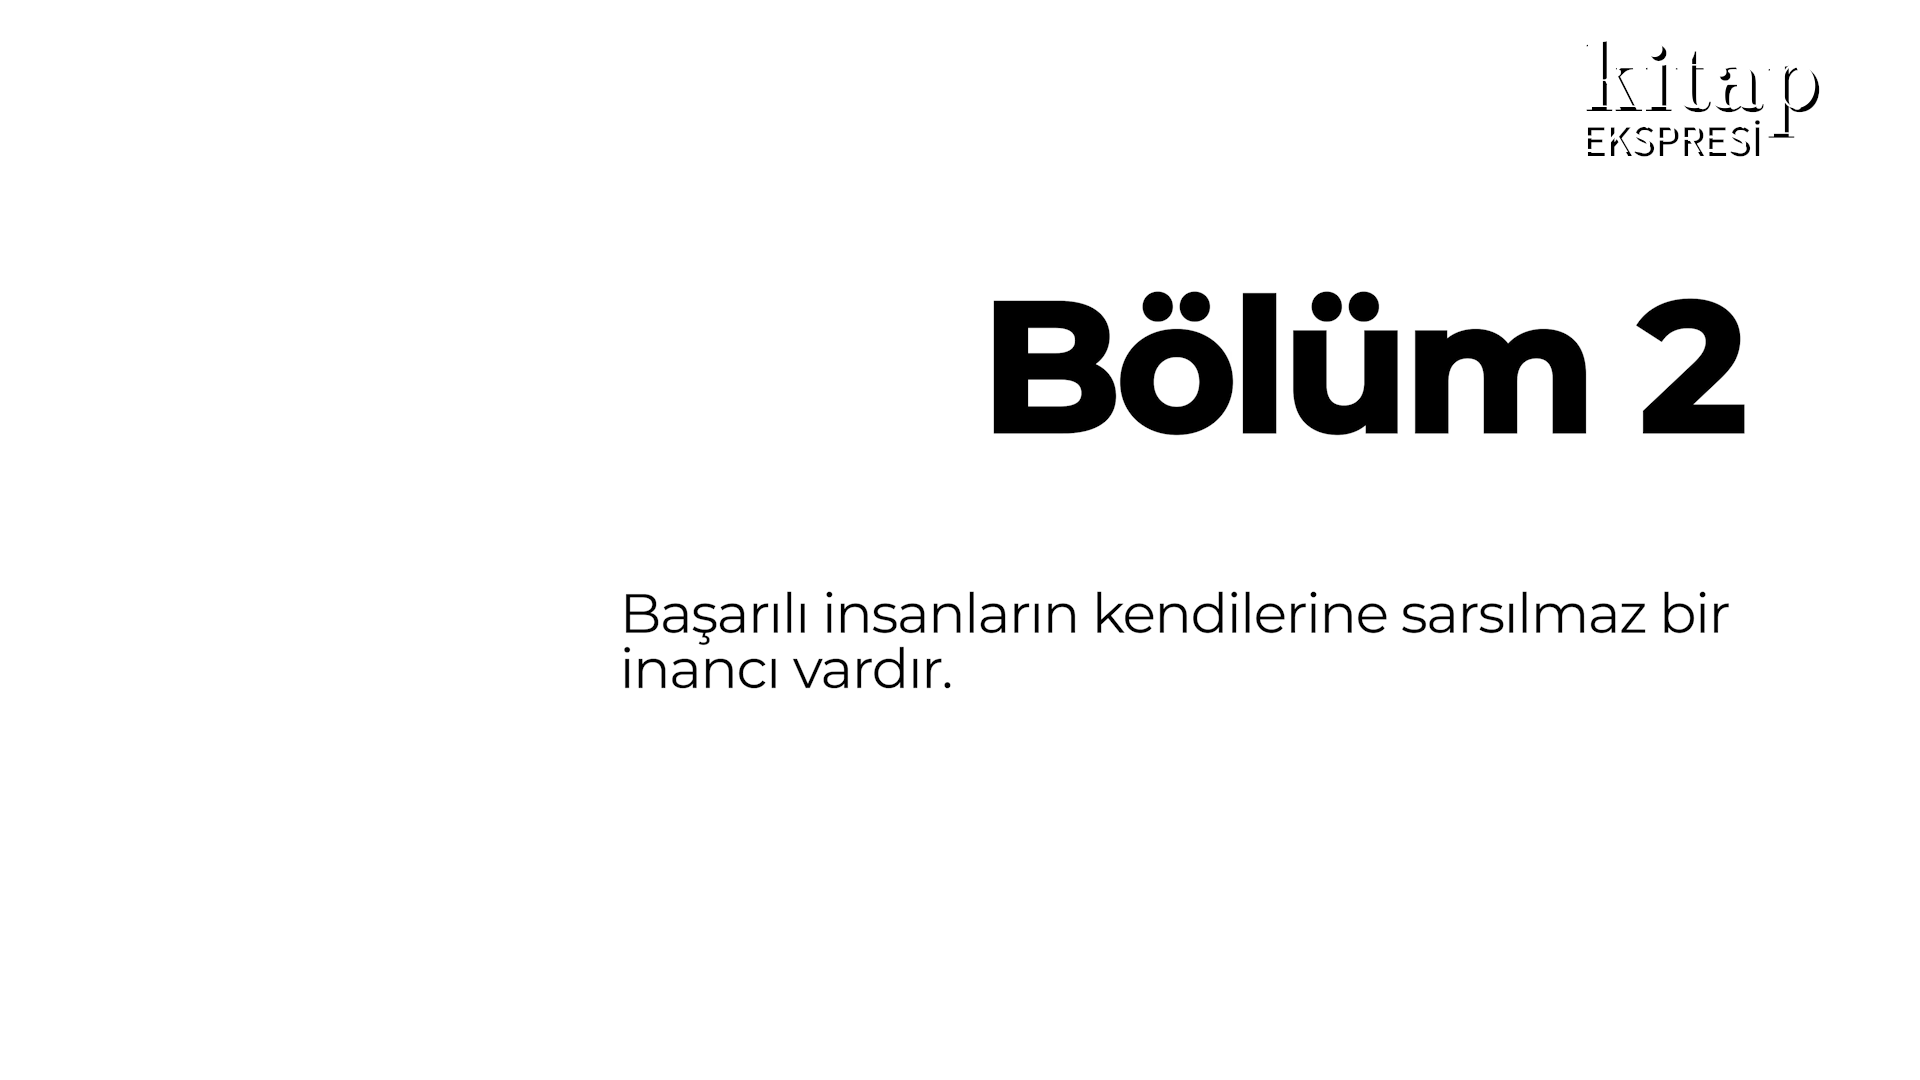 kitap
EKSPRESİ
Bölüm 2
Başarılı insanların kendilerine sarsılmaz bir
inancı vardır.